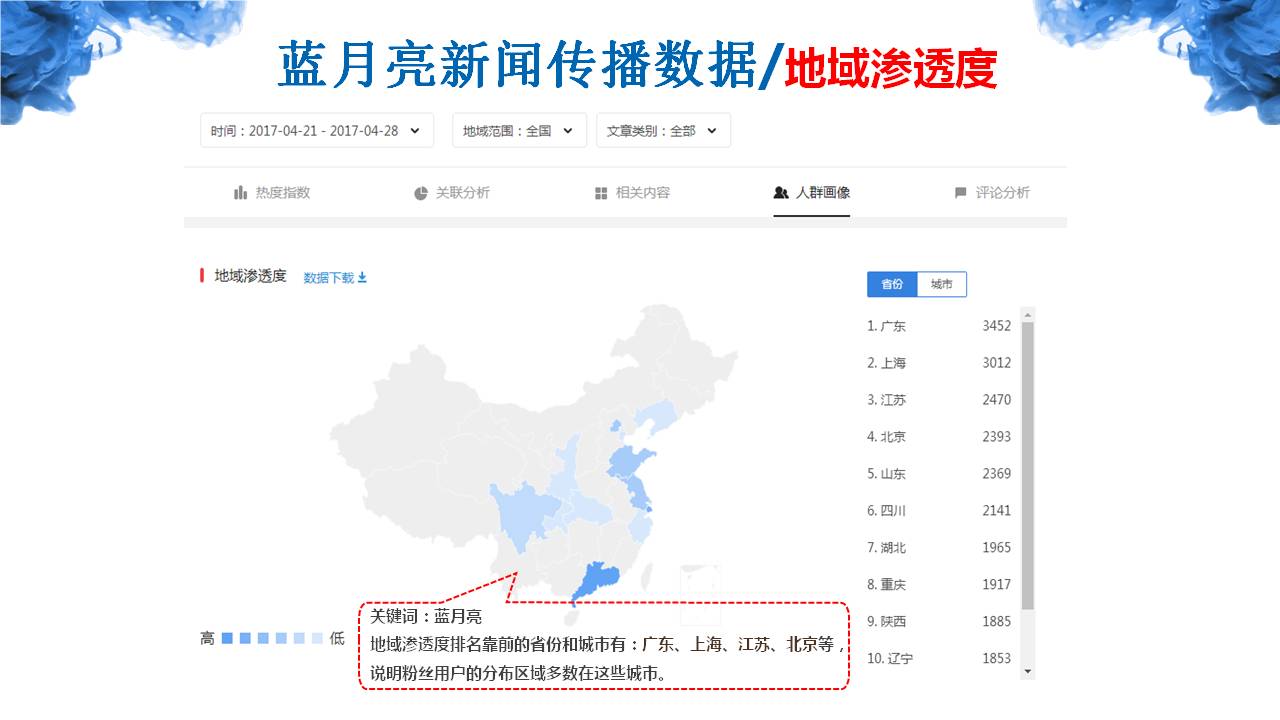 蓝月亮新闻传播数据/地域渗透度
时间：2017-04-21 - 2017-04-28 地域范围：全国 文章类别：全部
热度指数 关联分析 相关内容 人群画像 评论分析
地域渗透度 数据下载
省份 城市
1. 广东 3452
2. 上海 3012
3. 江苏 2470
4. 北京 2393
5. 山东 2369
6. 四川 2141
7. 湖北 1965
8. 重庆 1917
9. 陕西 1885
10. 辽宁 1853
高 低
关键词：蓝月亮
地域渗透度排名靠前的省份和城市有：广东、上海、江苏、北京等，
说明粉丝用户的分布区域多数在这些城市。